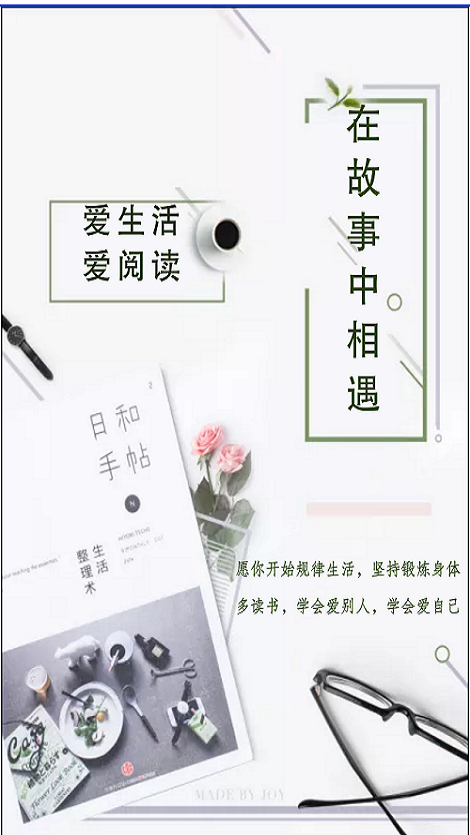 在故事中相遇
爱生活
爱阅读
2
日和
手帖
N
生活
整理术
愿你开始规律生活，坚持锻炼身体
多读书，学会爱别人，学会爱自己
MADE BY JOY